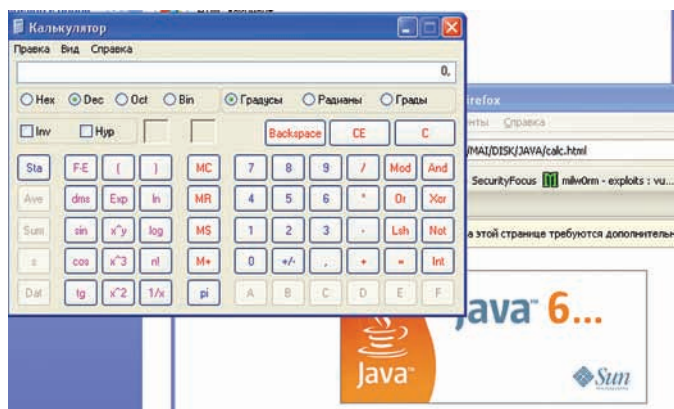 Калькулятор
Правка Вид Справка
0,
Hex Dec Oct Bin Градусы Радианы Грады
Inv Hyp Backspace CE C
Sta F-E ( ) MC 7 8 9 / Mod And
Ave dms Exp ln MR 4 5 6 * Or Xor
Sum sin x^y log MS 1 2 3 - Lsh Not
s cos x^3 n! M+ 0 +/- , + = Int
Dat tg x^2 1/x pi A B C D E F
irefox
енты Справка
/MAI/DISK/JAVA/calc.html
SecurityFocus milw0rm - exploits : vu...
а этой странице требуются дополнительн
Java™ 6...
Java™
Sun